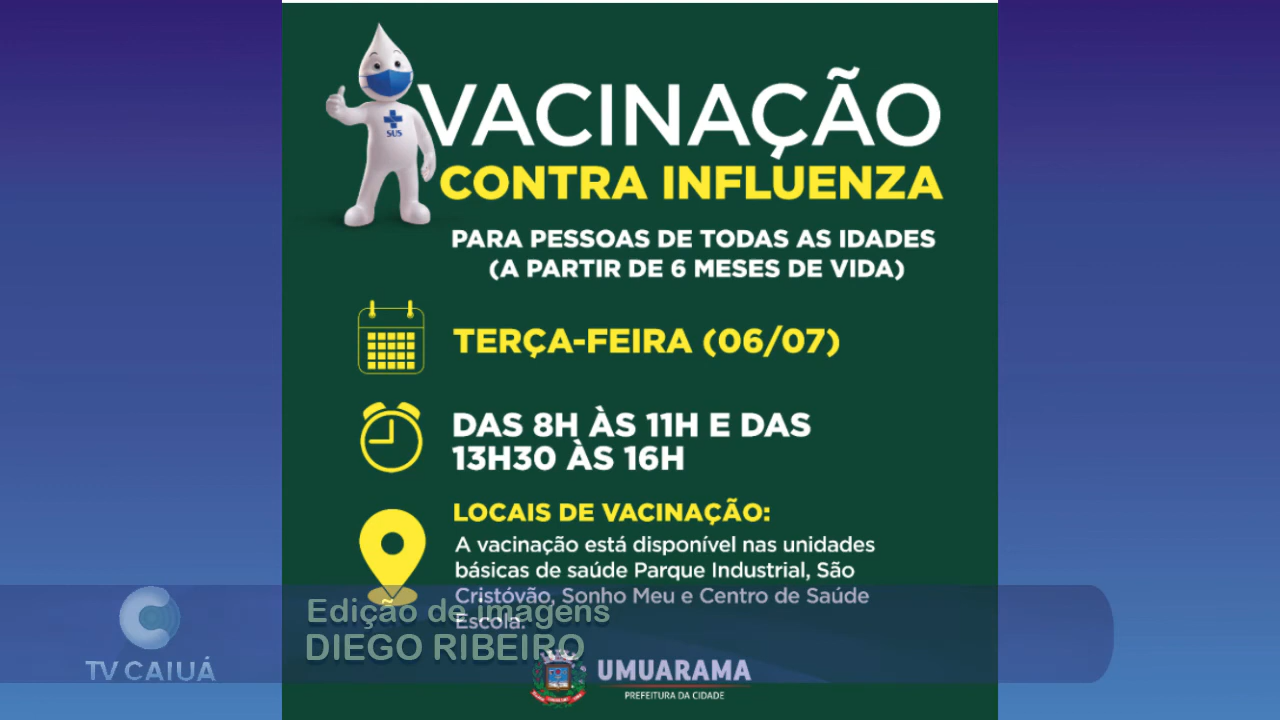 SUS
VACINAÇÃO
CONTRA INFLUENZA
PARA PESSOAS DE TODAS AS IDADES
(A PARTIR DE 6 MESES DE VIDA)
TERÇA-FEIRA (06/07)
DAS 8H ÀS 11H E DAS
13H30 ÀS 16H
LOCAIS DE VACINAÇÃO:
A vacinação está disponível nas unidades
básicas de saúde Parque Industrial, São
Cristóvão, Sonho Meu e Centro de Saúde
Escola.
Edição de imagens
DIEGO RIBEIRO
TV CAIUÁ
UMUARAMA
PREFEITURA DA CIDADE